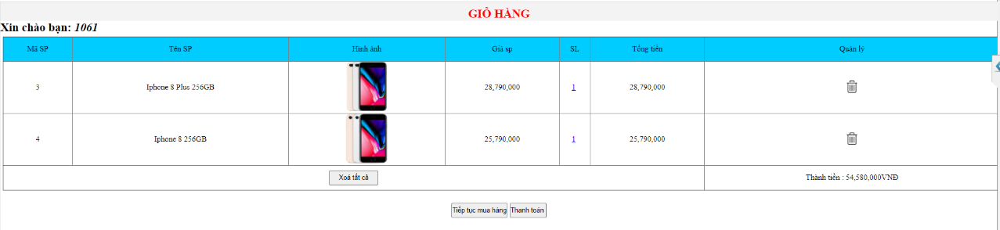 GIỎ HÀNG
Xin chào bạn: 1061
Mã SP Tên SP Hình ảnh Giá sp SL Tổng tiền Quản lý
3 Iphone 8 Plus 256GB 28,790,000 1 28,790,000
4 Iphone 8 256GB 25,790,000 1 25,790,000
Xoá tất cả Thành tiền : 54,580,000VNĐ
Tiếp tục mua hàng Thanh toán